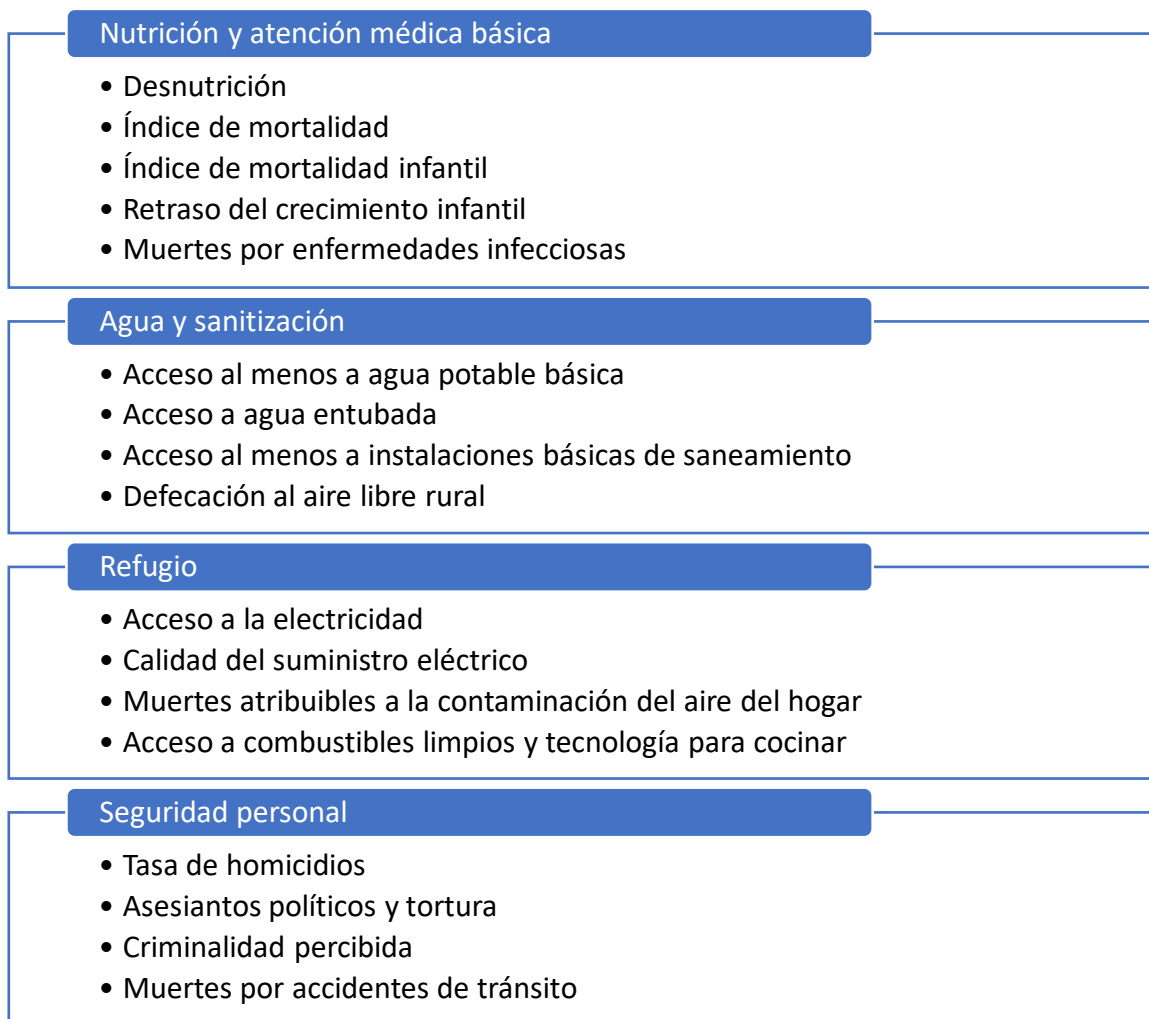 Nutrición y atención médica básica
• Desnutrición
• Índice de mortalidad
• Índice de mortalidad infantil
• Retraso del crecimiento infantil
• Muertes por enfermedades infecciosas
Agua y sanitización
• Acceso al menos a agua potable básica
• Acceso a agua entubada
• Acceso al menos a instalaciones básicas de saneamiento
• Defecación al aire libre rural
Refugio
• Acceso a la electricidad
• Calidad del suministro eléctrico
• Muertes atribuibles a la contaminación del aire del hogar
• Acceso a combustibles limpios y tecnología para cocinar
Seguridad personal
• Tasa de homicidios
• Asesiantos políticos y tortura
• Criminalidad percibida
• Muertes por accidentes de tránsito